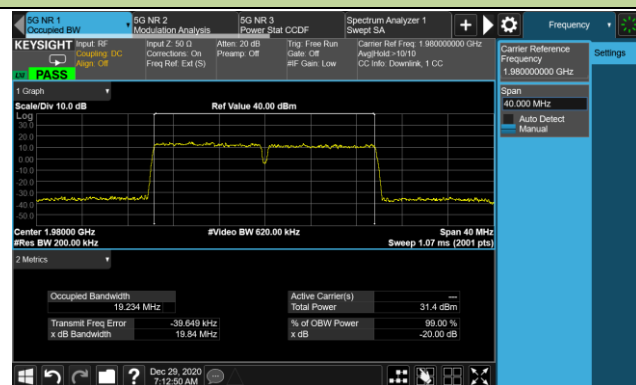 5G NR 1
Occupied BW
5G NR 2
Modulation Analysis
5G NR 3
Power Stat CCDF
Spectrum Analyzer 1
Swept SA
+
Frequency
KEYSIGHT
Input: RF
Coupling: DC
Align: Off
Input Z: 50 Ω
Corrections: On
Freq Ref: Ext (S)
Atten: 20 dB
Preamp: Off
Trig: Free Run
Gate: Off
#IF Gain: Low
Carrier Ref Freq: 1.980000000 GHz
Avg|Hold:>10/10
CC Info: Downlink, 1 CC
PASS
Carrier Reference
Frequency
1.980000000 GHz
Settings
Span
40.000 MHz
Auto Detect
Manual
1 Graph
Scale/Div 10.0 dB
Ref Value 40.00 dBm
Log
30.0
20.0
10.0
0.00
-10.0
-20.0
-30.0
-40.0
-50.0
Center 1.98000 GHz
#Video BW 620.00 kHz
Span 40 MHz
#Res BW 200.00 kHz
Sweep 1.07 ms (2001 pts)
2 Metrics
Occupied Bandwidth
19.234 MHz
Active Carrier(s)
---
Total Power
31.4 dBm
Transmit Freq Error
-39.649 kHz
% of OBW Power
99.00 %
x dB Bandwidth
19.84 MHz
x dB
-20.00 dB
?
Dec 29, 2020
7:12:50 AM